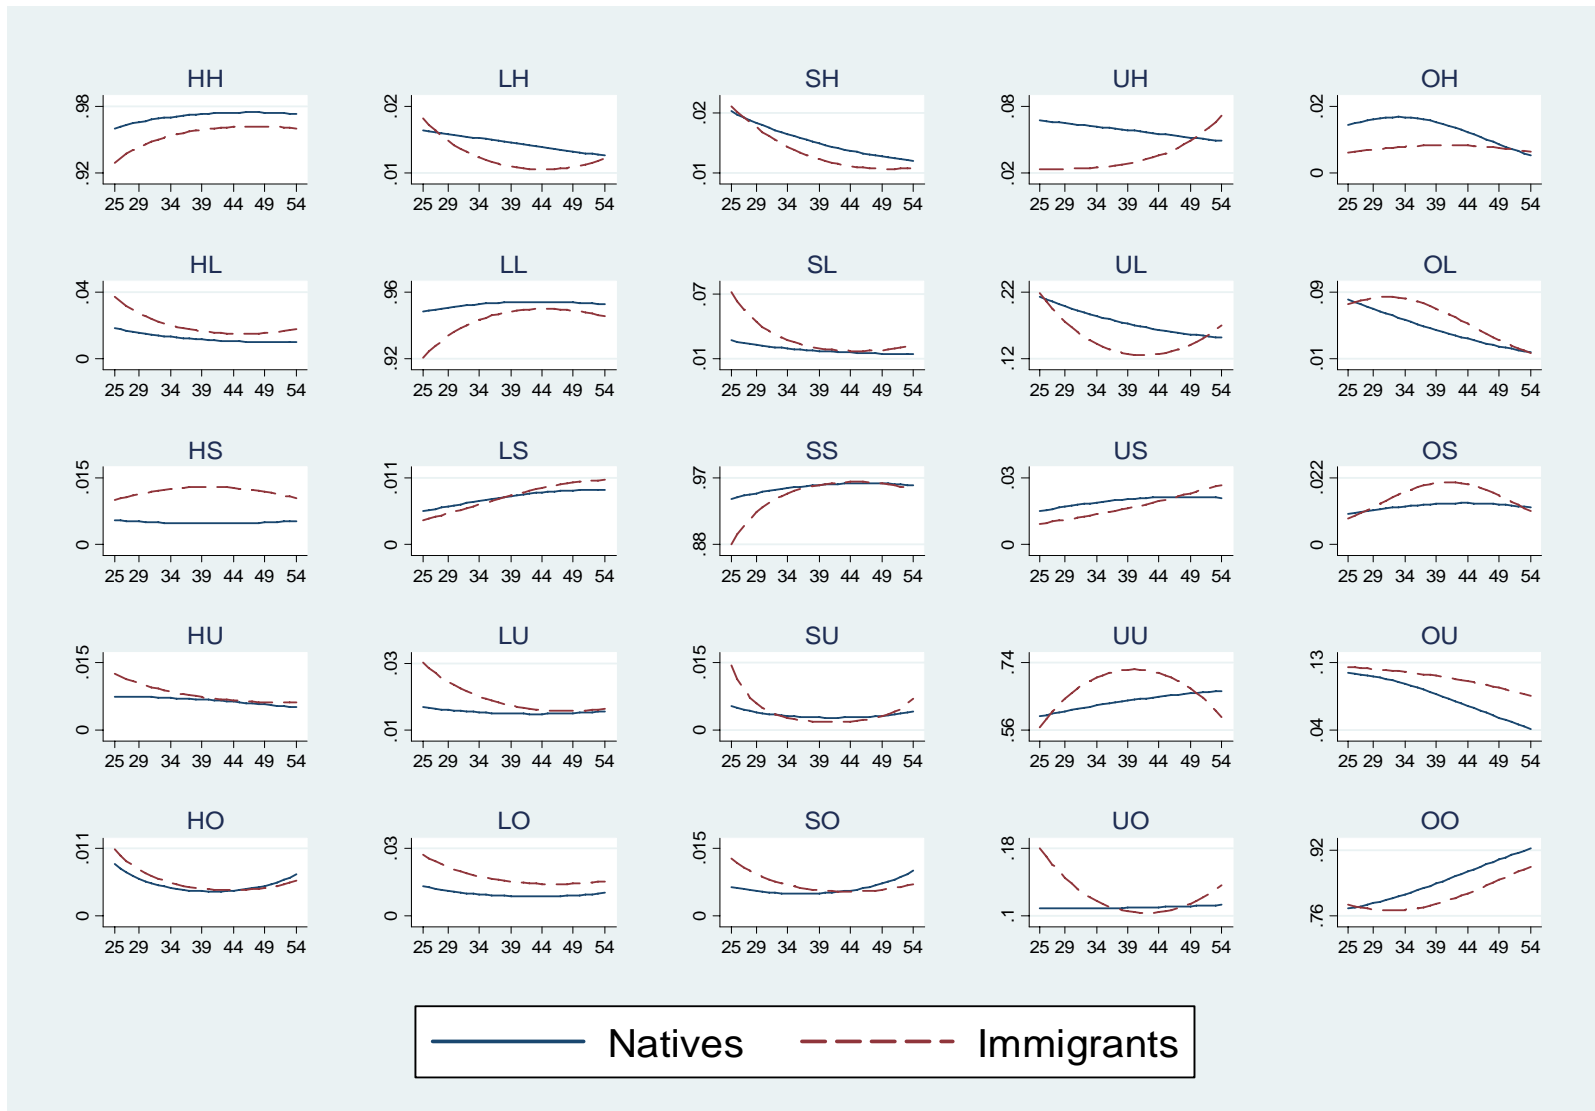 HH LH SH UH OH
.98 .02 .02 .08 .02
.92 .01 .01 .02 0
25 29 34 39 44 49 54 25 29 34 39 44 49 54 25 29 34 39 44 49 54 25 29 34 39 44 49 54 25 29 34 39 44 49 54
HL LL SL UL OL
.04 .96 .07 .22 .09
0 .92 .01 .12 .01
25 29 34 39 44 49 54 25 29 34 39 44 49 54 25 29 34 39 44 49 54 25 29 34 39 44 49 54 25 29 34 39 44 49 54
HS LS SS US OS
.015 .011 .97 .03 .022
0 0 .88 0 0
25 29 34 39 44 49 54 25 29 34 39 44 49 54 25 29 34 39 44 49 54 25 29 34 39 44 49 54 25 29 34 39 44 49 54
HU LU SU UU OU
.015 .03 .015 .74 .13
0 .01 0 .56 .04
25 29 34 39 44 49 54 25 29 34 39 44 49 54 25 29 34 39 44 49 54 25 29 34 39 44 49 54 25 29 34 39 44 49 54
HO LO SO UO OO
.011 .03 .015 .18 .92
0 0 0 .1 .76
25 29 34 39 44 49 54 25 29 34 39 44 49 54 25 29 34 39 44 49 54 25 29 34 39 44 49 54 25 29 34 39 44 49 54
Natives Immigrants